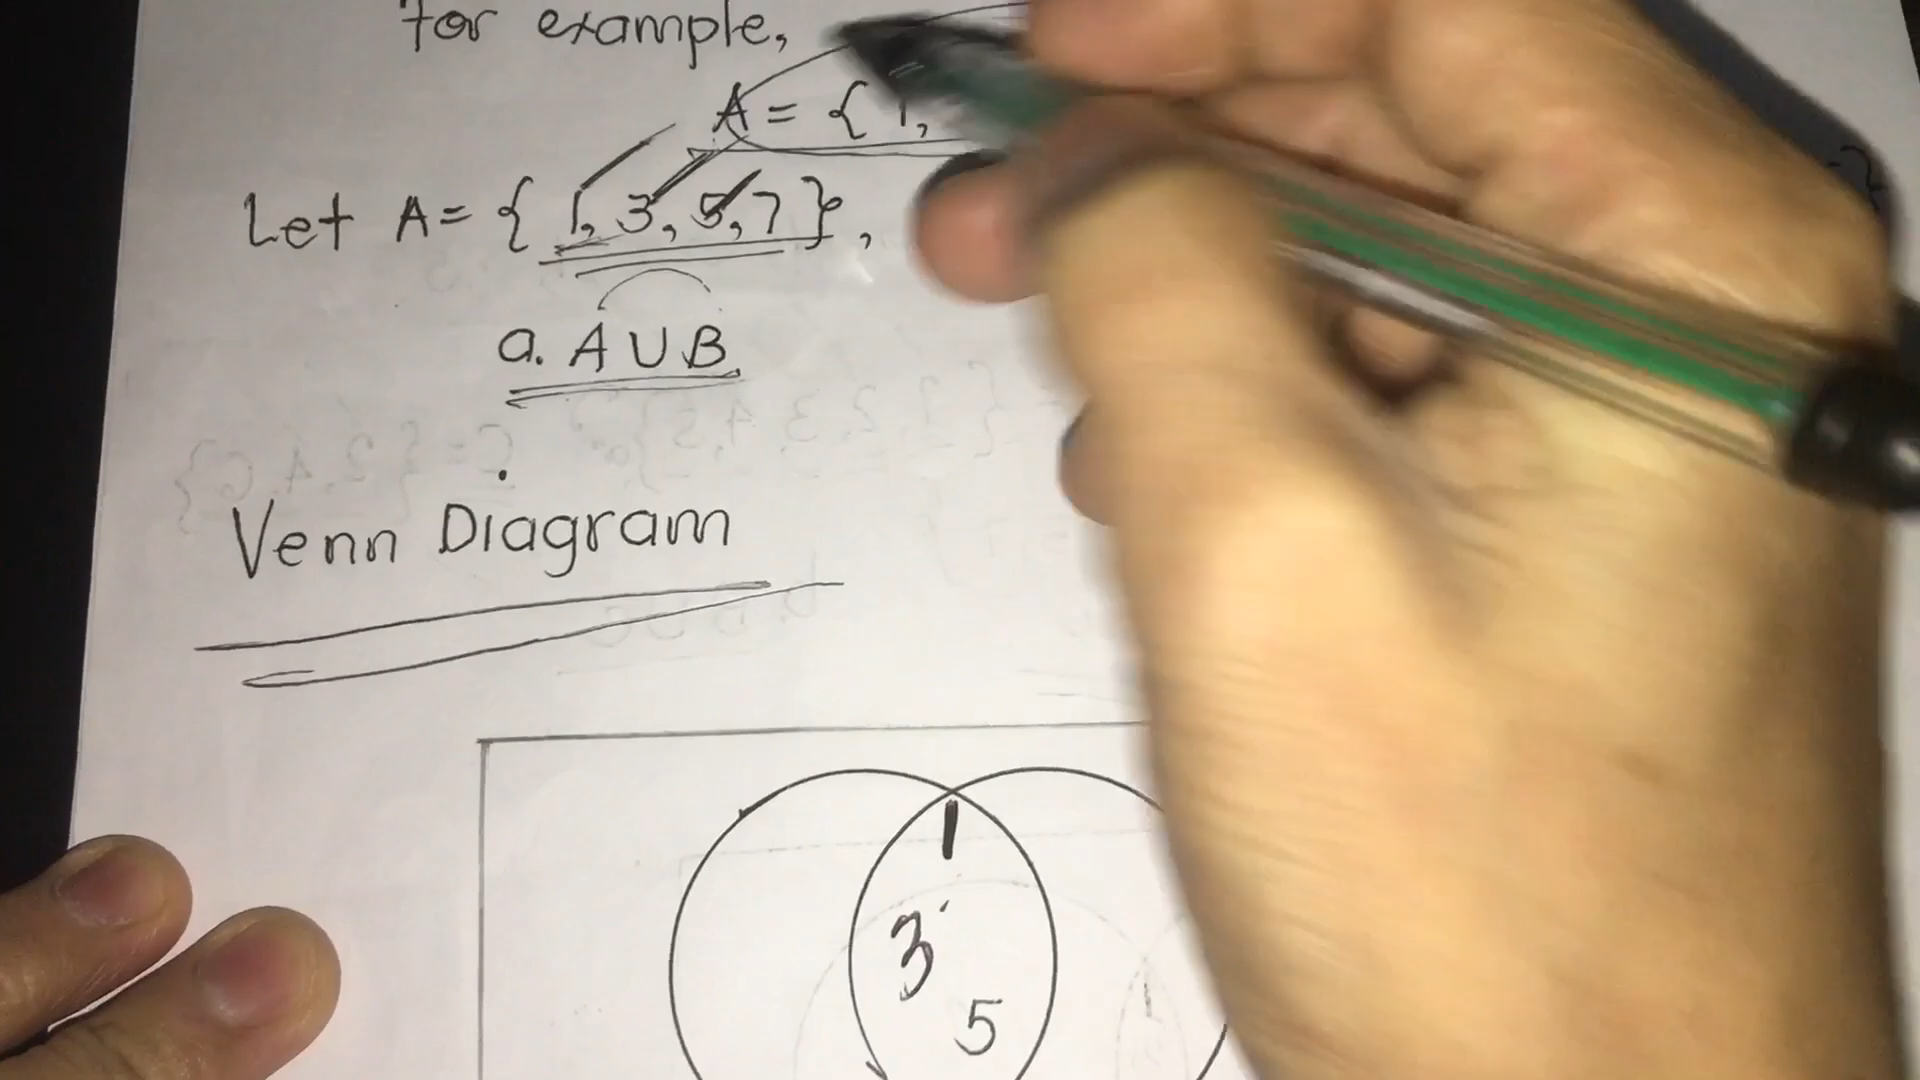 for example,
A = { 1,
Let A = { 1, 3, 5, 7 },
a. A U B
Venn Diagram
1
3
5